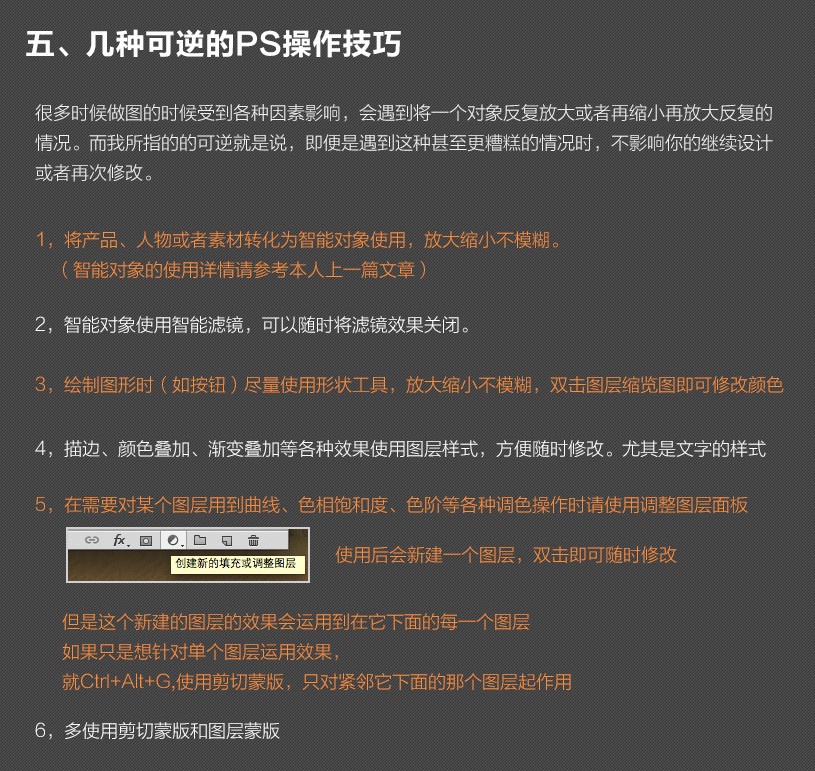 五、几种可逆的PS操作技巧
很多时候做图的时候受到各种因素影响，会遇到将一个对象反复放大或者再缩小再放大反复的
情况。而我所指的的可逆就是说，即便是遇到这种甚至更糟糕的情况时，不影响你的继续设计
或者再次修改。
1，将产品、人物或者素材转化为智能对象使用，放大缩小不模糊。
（智能对象的使用详情请参考本人上一篇文章）
2，智能对象使用智能滤镜，可以随时将滤镜效果关闭。
3，绘制图形时（如按钮）尽量使用形状工具，放大缩小不模糊，双击图层缩览图即可修改颜色
4，描边、颜色叠加、渐变叠加等各种效果使用图层样式，方便随时修改。尤其是文字的样式
5，在需要对某个图层用到曲线、色相饱和度、色阶等各种调色操作时请使用调整图层面板
fx
创建新的填充或调整图层
使用后会新建一个图层，双击即可随时修改
但是这个新建的图层的效果会运用到在它下面的每一个图层
如果只是想针对单个图层运用效果，
就Ctrl+Alt+G,使用剪切蒙版，只对紧邻它下面的那个图层起作用
6，多使用剪切蒙版和图层蒙版